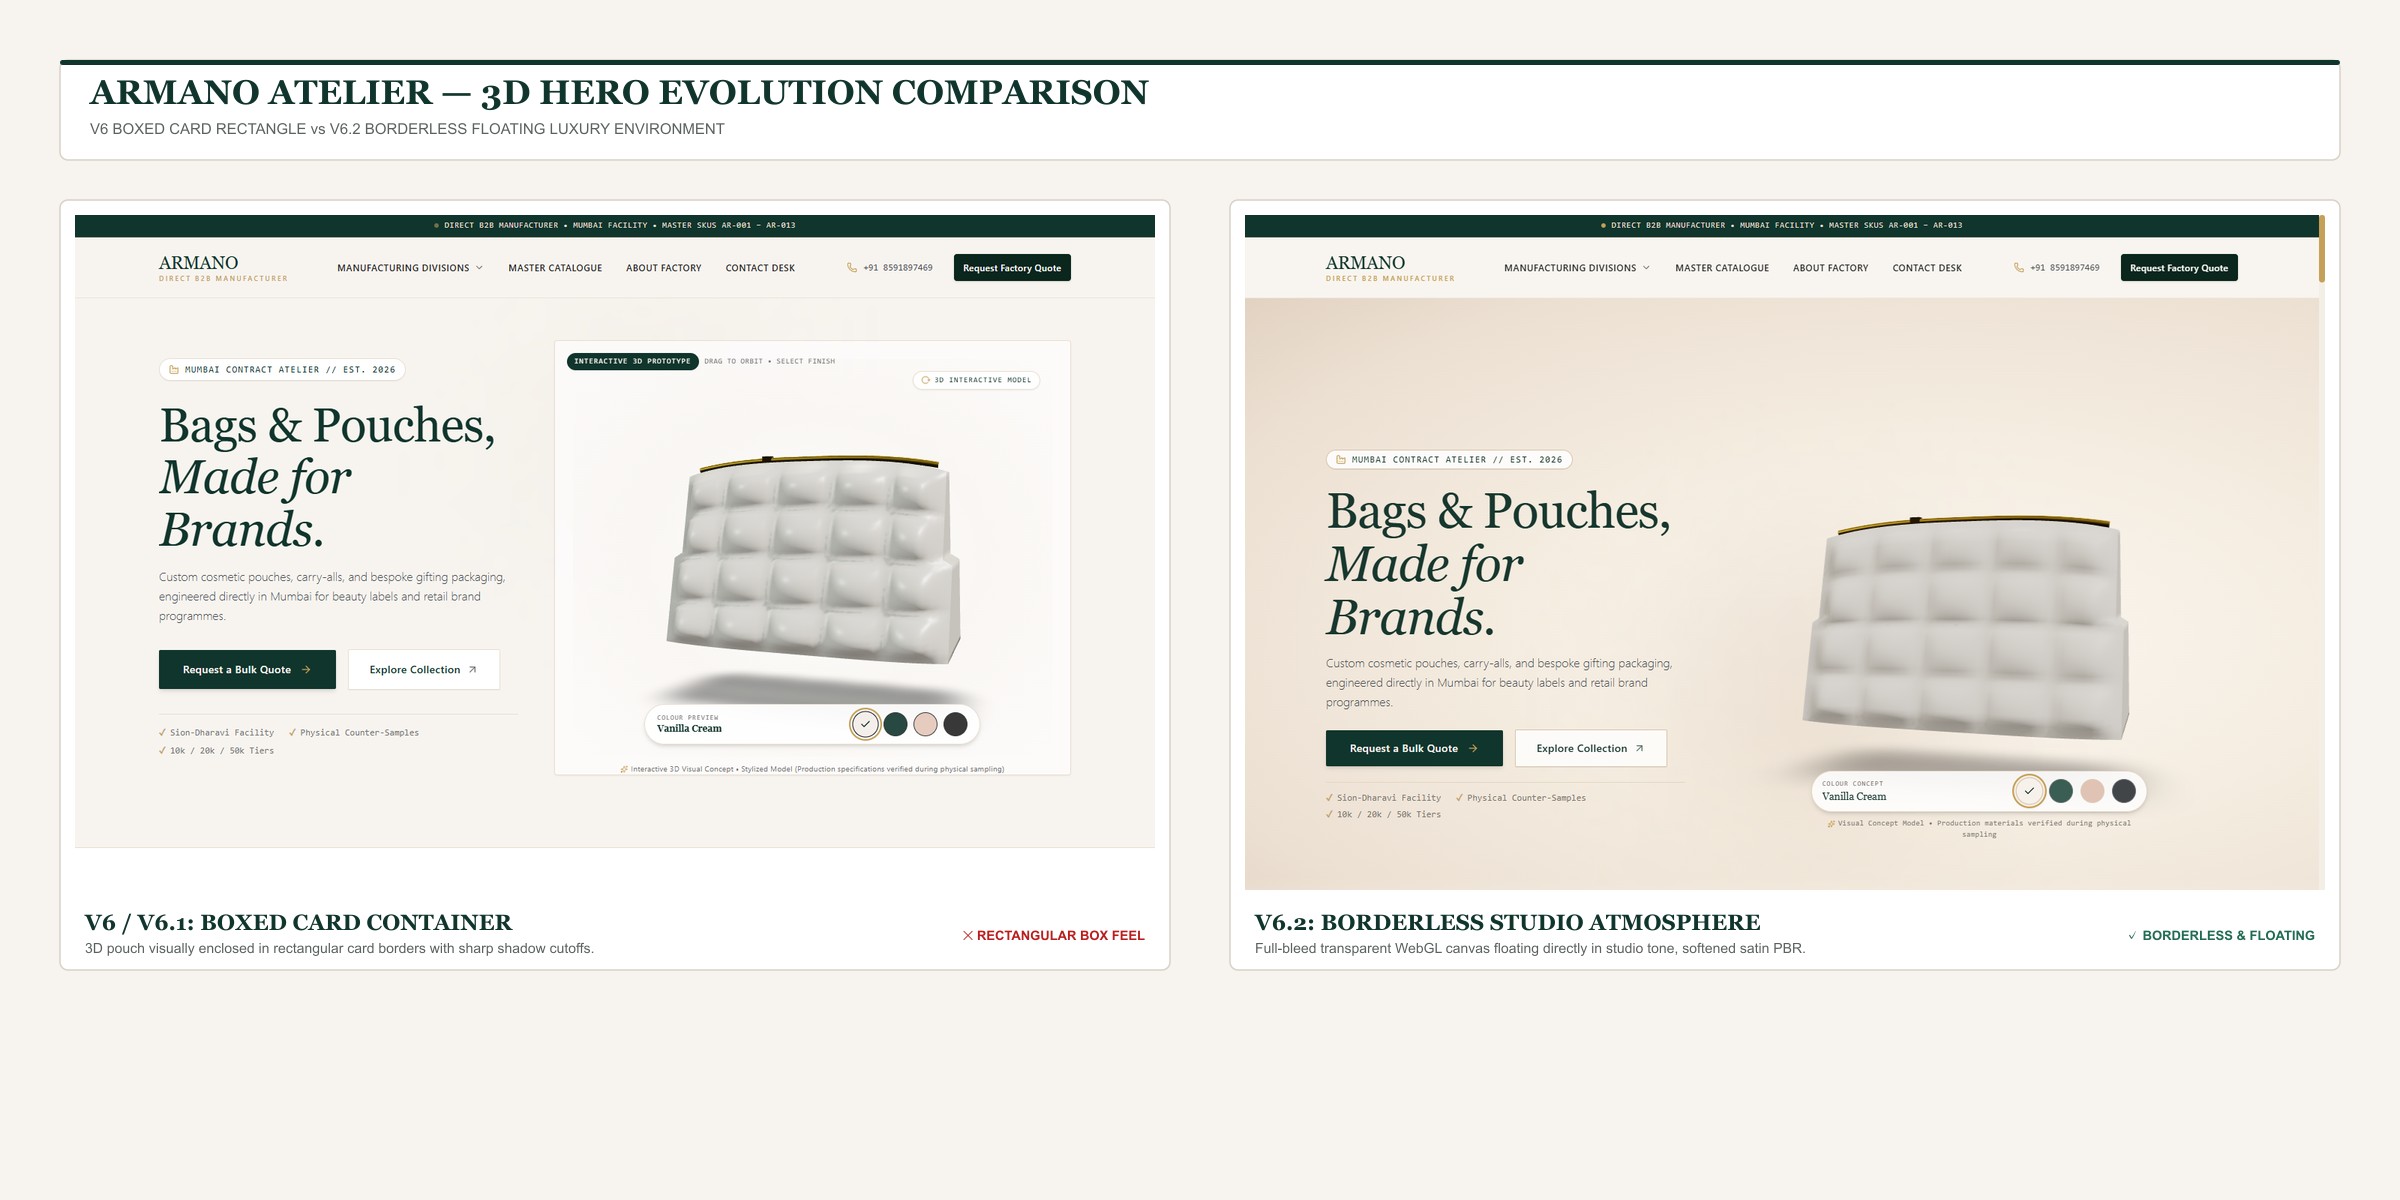 ARMANO ATELIER — 3D HERO EVOLUTION COMPARISON
V6 BOXED CARD RECTANGLE vs V6.2 BORDERLESS FLOATING LUXURY ENVIRONMENT
DIRECT B2B MANUFACTURER • MUMBAI FACILITY • MASTER SKUS AR-001 – AR-013
ARMANO
DIRECT B2B MANUFACTURER
MANUFACTURING DIVISIONS
MASTER CATALOGUE
ABOUT FACTORY
CONTACT DESK
+91 8591897469
Request Factory Quote
MUMBAI CONTRACT ATELIER // EST. 2026
Bags & Pouches,
Made for
Brands.
Custom cosmetic pouches, carry-alls, and bespoke gifting packaging,
engineered directly in Mumbai for beauty labels and retail brand
programmes.
Request a Bulk Quote →
Explore Collection ↗
✓ Sion-Dharavi Facility ✓ Physical Counter-Samples
✓ 10k / 20k / 50k Tiers
INTERACTIVE 3D PROTOTYPE DRAG TO ORBIT • SELECT FINISH
3D INTERACTIVE MODEL
COLOUR PREVIEW
Vanilla Cream
Interactive 3D Visual Concept • Stylized Model (Production specifications verified during physical sampling)
V6 / V6.1: BOXED CARD CONTAINER
3D pouch visually enclosed in rectangular card borders with sharp shadow cutoffs.
✕ RECTANGULAR BOX FEEL
DIRECT B2B MANUFACTURER • MUMBAI FACILITY • MASTER SKUS AR-001 – AR-013
ARMANO
DIRECT B2B MANUFACTURER
MANUFACTURING DIVISIONS
MASTER CATALOGUE
ABOUT FACTORY
CONTACT DESK
+91 8591897469
Request Factory Quote
MUMBAI CONTRACT ATELIER // EST. 2026
Bags & Pouches,
Made for
Brands.
Custom cosmetic pouches, carry-alls, and bespoke gifting packaging,
engineered directly in Mumbai for beauty labels and retail brand
programmes.
Request a Bulk Quote →
Explore Collection ↗
✓ Sion-Dharavi Facility ✓ Physical Counter-Samples
✓ 10k / 20k / 50k Tiers
COLOUR CONCEPT
Vanilla Cream
Visual Concept Model • Production materials verified during physical
sampling
V6.2: BORDERLESS STUDIO ATMOSPHERE
Full-bleed transparent WebGL canvas floating directly in studio tone, softened satin PBR.
✓ BORDERLESS & FLOATING